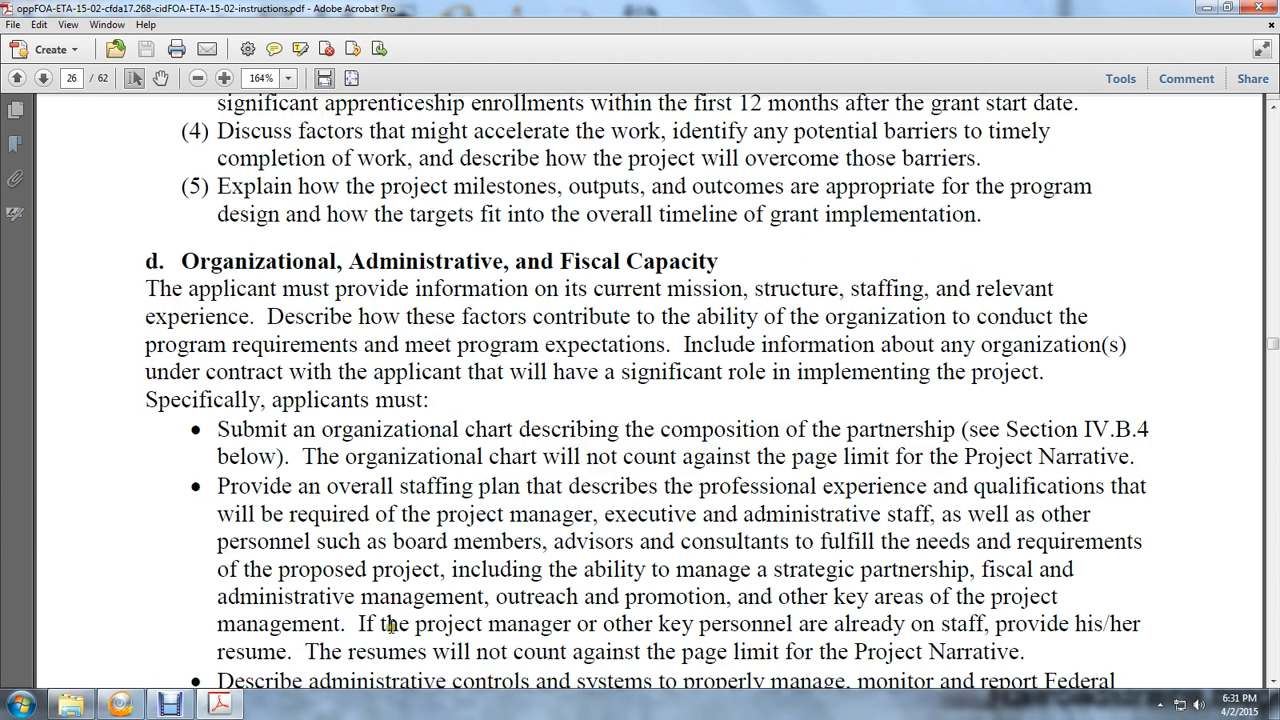 oppFOA-ETA-15-02-cfda17.268-cidFOA-ETA-15-02-instructions.pdf - Adobe Acrobat Pro
File Edit View Window Help
Create
26 / 62 164% Tools Comment Share
significant apprenticeship enrollments within the first 12 months after the grant start date.
(4) Discuss factors that might accelerate the work, identify any potential barriers to timely
completion of work, and describe how the project will overcome those barriers.
(5) Explain how the project milestones, outputs, and outcomes are appropriate for the program
design and how the targets fit into the overall timeline of grant implementation.
d. Organizational, Administrative, and Fiscal Capacity
The applicant must provide information on its current mission, structure, staffing, and relevant
experience. Describe how these factors contribute to the ability of the organization to conduct the
program requirements and meet program expectations. Include information about any organization(s)
under contract with the applicant that will have a significant role in implementing the project.
Specifically, applicants must:
• Submit an organizational chart describing the composition of the partnership (see Section IV.B.4
below). The organizational chart will not count against the page limit for the Project Narrative.
• Provide an overall staffing plan that describes the professional experience and qualifications that
will be required of the project manager, executive and administrative staff, as well as other
personnel such as board members, advisors and consultants to fulfill the needs and requirements
of the proposed project, including the ability to manage a strategic partnership, fiscal and
administrative management, outreach and promotion, and other key areas of the project
management. If the project manager or other key personnel are already on staff, provide his/her
resume. The resumes will not count against the page limit for the Project Narrative.
• Describe administrative controls and systems to properly manage, monitor and report Federal
6:31 PM
4/2/2015